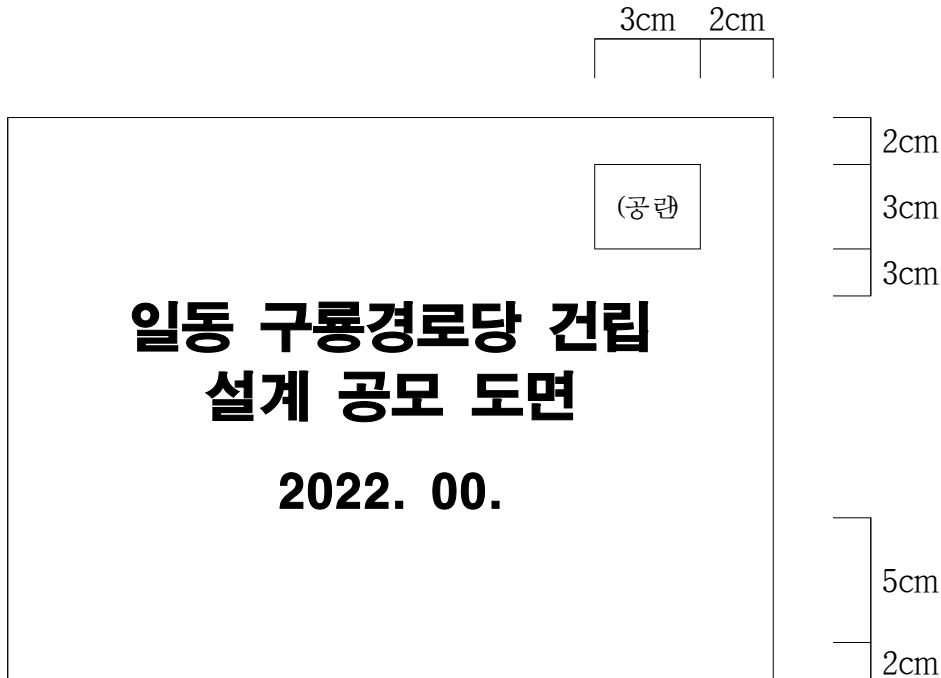 3cm 2cm
2cm
(공란)
3cm
3cm
일동 구룡경로당 건립
설계 공모 도면
2022. 00.
5cm
2cm